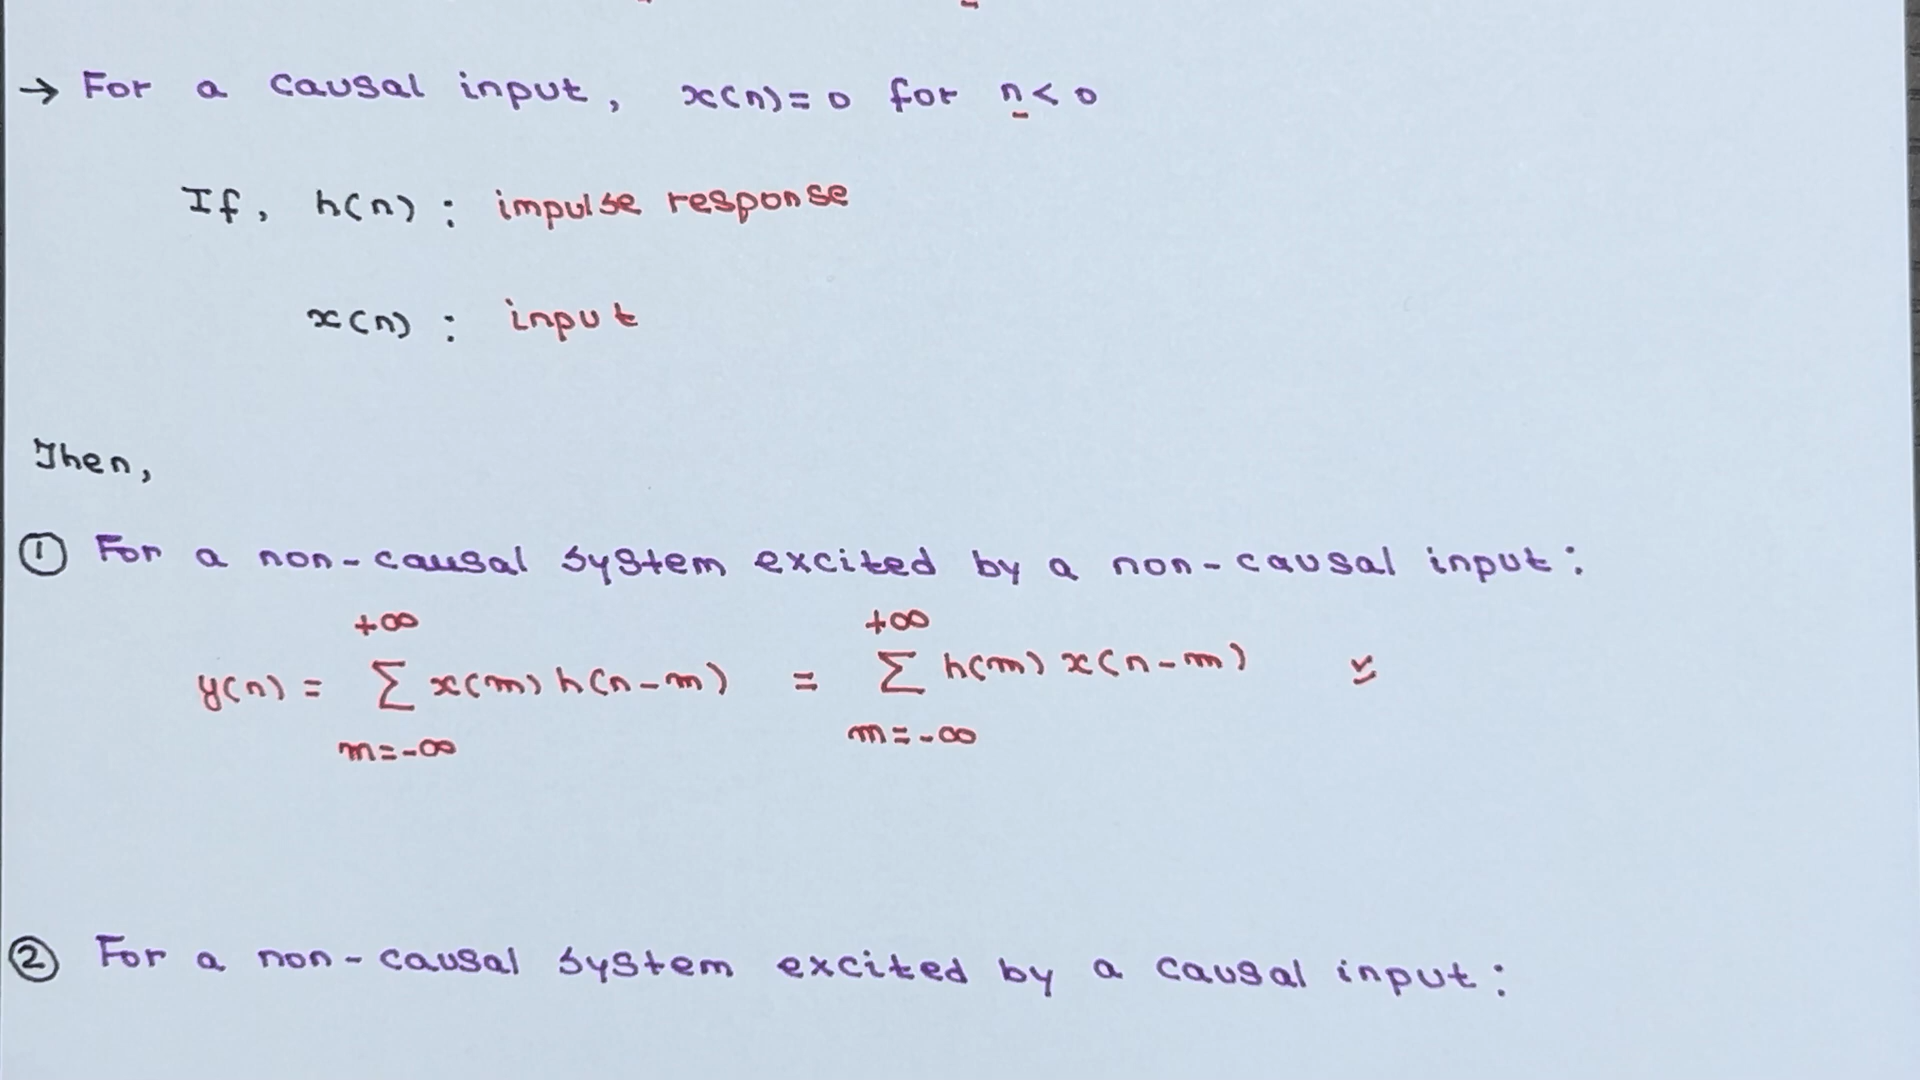 → For a causal input, x(n)=0 for n<0
If, h(n) : impulse response
x(n) : input
Then,
① For a non-causal system excited by a non-causal input:
+∞ +∞
y(n) = ∑ x(m) h(n-m) = ∑ h(m) x(n-m)
m=-∞ m=-∞
② For a non-causal system excited by a causal input: